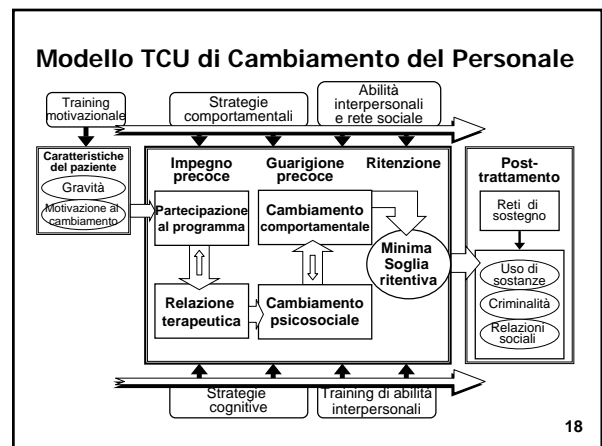 Modello TCU di Cambiamento del Personale
Training
motivazionale
Strategie
comportamentali
Abilità
interpersonali
e rete sociale
Caratteristiche
del paziente
Gravità
Motivazione al
cambiamento
Impegno
precoce
Guarigione
precoce
Ritenzione
Partecipazione
al programma
Cambiamento
comportamentale
Relazione
terapeutica
Cambiamento
psicosociale
Minima
Soglia
ritentiva
Post-
trattamento
Reti di
sostegno
Uso di
sostanze
Criminalità
Relazioni
sociali
Strategie
cognitive
Training di abilità
interpersonali
18